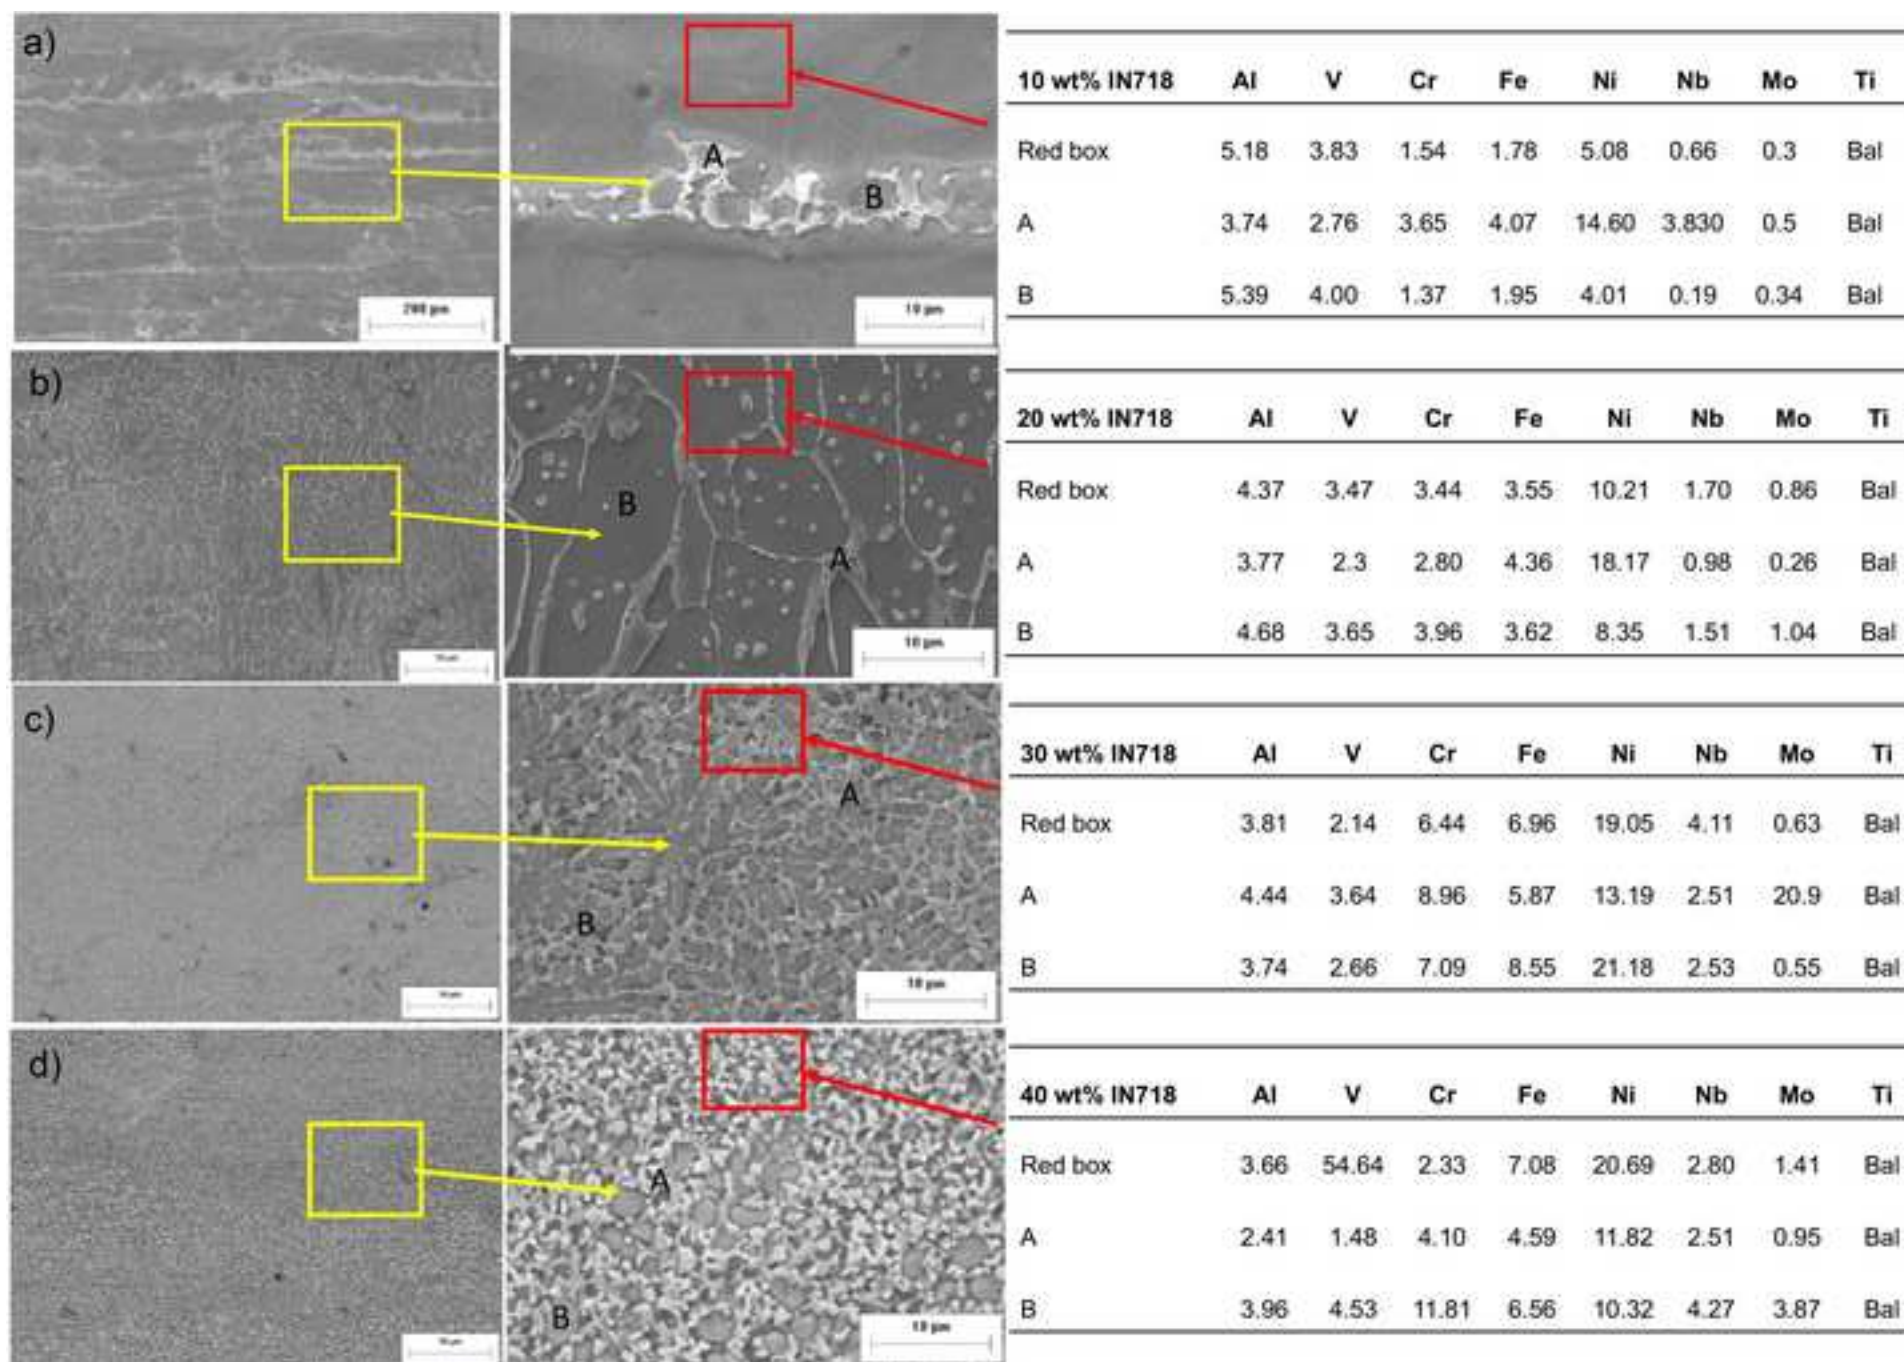 a)
A
B
200 µm
10 µm
10 wt% IN718 Al V Cr Fe Ni Nb Mo Ti
Red box 5.18 3.83 1.54 1.78 5.08 0.66 0.3 Bal
A 3.74 2.76 3.65 4.07 14.60 3.830 0.5 Bal
B 5.39 4.00 1.37 1.95 4.01 0.19 0.34 Bal
b)
B
A
10 µm
20 wt% IN718 Al V Cr Fe Ni Nb Mo Ti
Red box 4.37 3.47 3.44 3.55 10.21 1.70 0.86 Bal
A 3.77 2.3 2.80 4.36 18.17 0.98 0.26 Bal
B 4.68 3.65 3.96 3.62 8.35 1.51 1.04 Bal
c)
A
B
10 µm
30 wt% IN718 Al V Cr Fe Ni Nb Mo Ti
Red box 3.81 2.14 6.44 6.96 19.05 4.11 0.63 Bal
A 4.44 3.64 8.96 5.87 13.19 2.51 20.9 Bal
B 3.74 2.66 7.09 8.55 21.18 2.53 0.55 Bal
d)
A
B
10 µm
40 wt% IN718 Al V Cr Fe Ni Nb Mo Ti
Red box 3.66 54.64 2.33 7.08 20.69 2.80 1.41 Bal
A 2.41 1.48 4.10 4.59 11.82 2.51 0.95 Bal
B 3.96 4.53 11.81 6.56 10.32 4.27 3.87 Bal